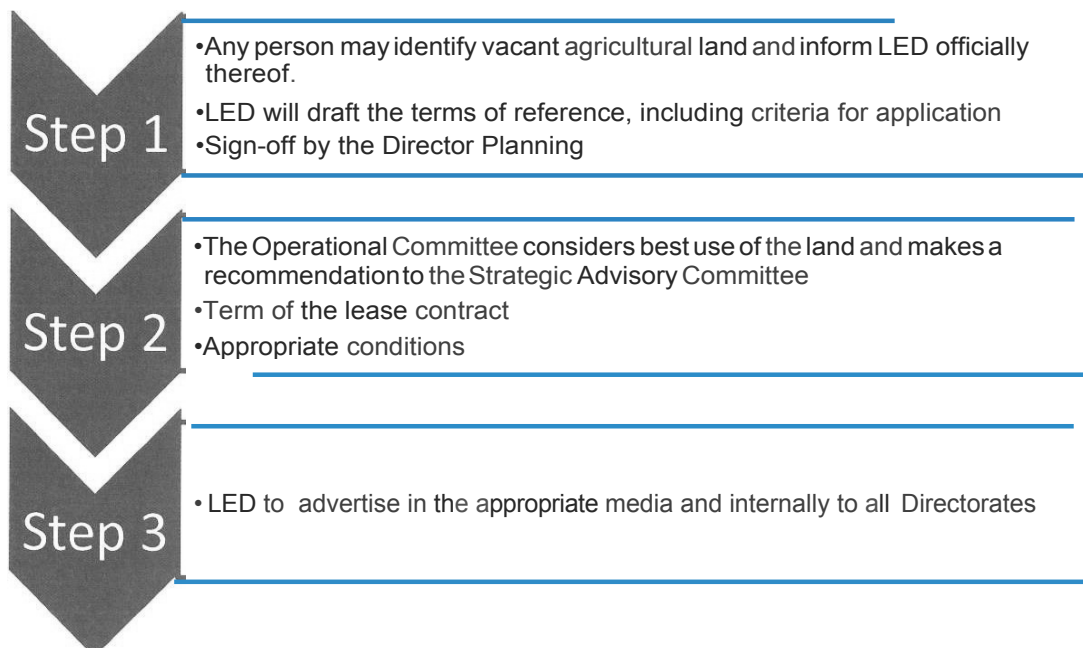 Step 1
•Any person may identify vacant agricultural land and inform LED officially
thereof.
•LED will draft the terms of reference, including criteria for application
•Sign-off by the Director Planning
Step 2
•The Operational Committee considers best use of the land and makes a
recommendation to the Strategic Advisory Committee
•Term of the lease contract
•Appropriate conditions
Step 3
• LED to advertise in the appropriate media and internally to all Directorates